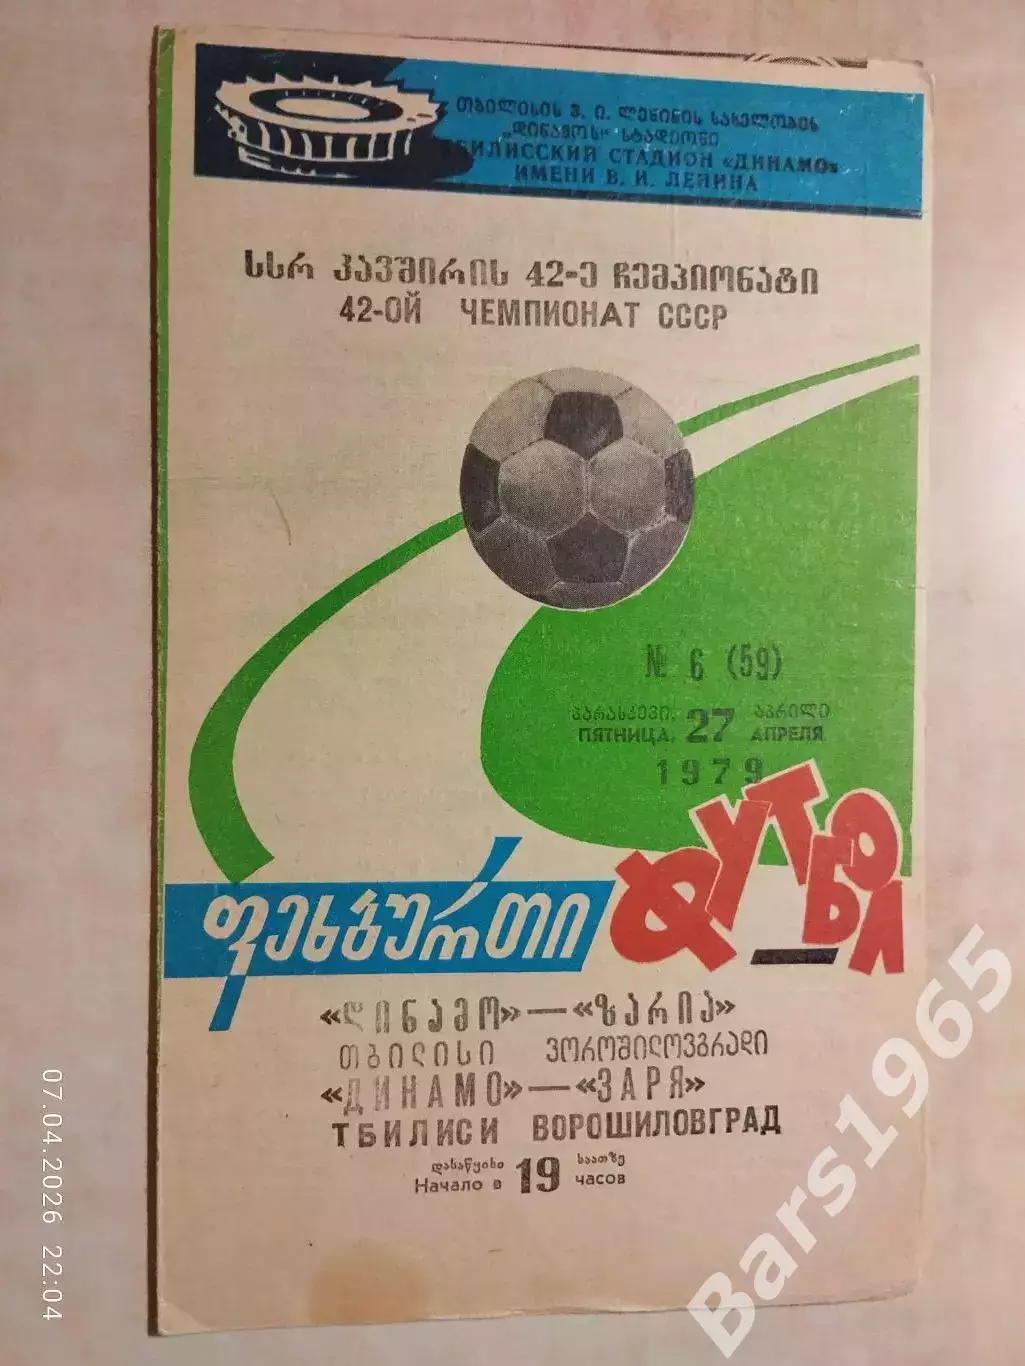 თბილისის ვ. ი. ლენინის სახელობის
„დინამოს“ სტადიონი
ТБИЛИССКИЙ СТАДИОН «ДИНАМО»
ИМЕНИ В. И. ЛЕНИНА
სსრ კავშირის 42-ე ჩემპიონატი
42-ОЙ ЧЕМПИОНАТ СССР
№ 6 (59)
პარასკევი, 27 აპრილი
ПЯТНИЦА, 27 АПРЕЛЯ
1979
ფეხბურთი ФУТБОЛ
«დინამო» — «ზარია»
თბილისი ვოროშილოვგრადი
«ДИНАМО» — «ЗАРЯ»
ТБИЛИСИ ВОРОШИЛОВГРАД
დასაწყისი 19 საათზე
Начало в 19 часов
07.04.2026 22:04
Bars1965